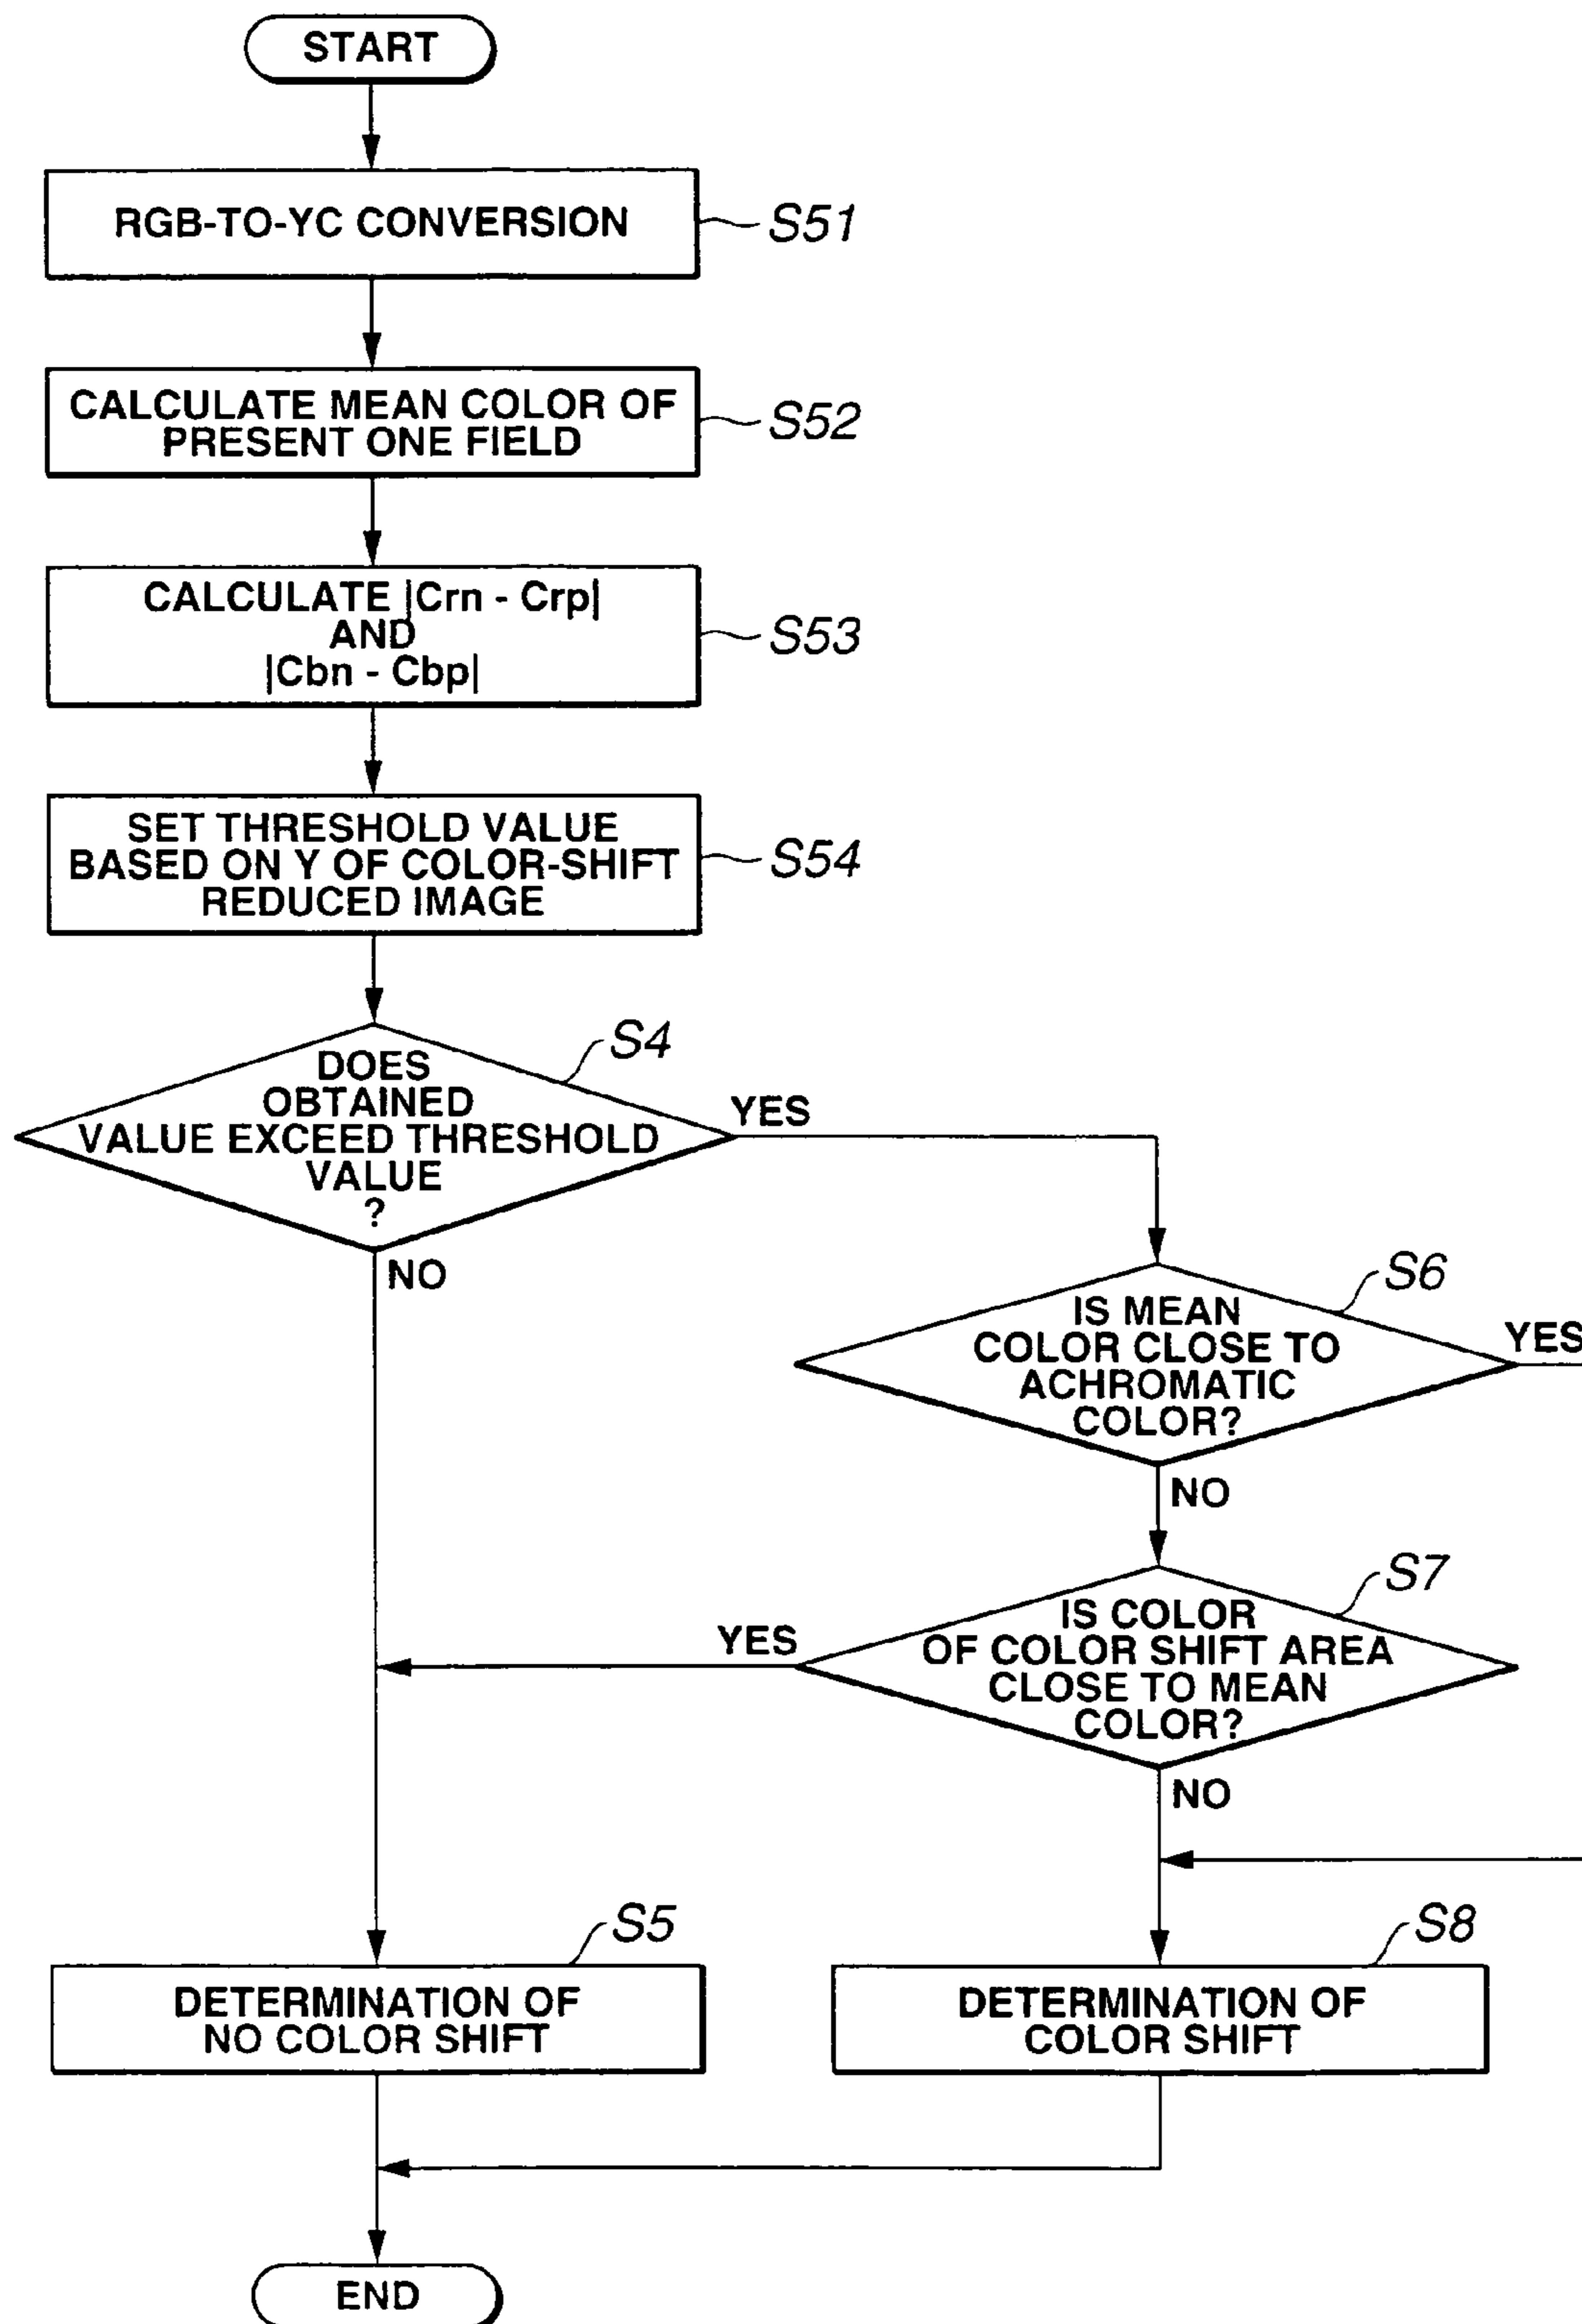 START
RGB-TO-YC CONVERSION
S51
CALCULATE MEAN COLOR OF
PRESENT ONE FIELD
S52
CALCULATE |Crn - Crp|
AND
|Cbn - Cbp|
S53
SET THRESHOLD VALUE
BASED ON Y OF COLOR-SHIFT
REDUCED IMAGE
S54
S4
DOES
OBTAINED
VALUE EXCEED THRESHOLD
VALUE
?
YES
NO
S6
IS MEAN
COLOR CLOSE TO
ACHROMATIC
COLOR?
YES
NO
S7
IS COLOR
OF COLOR SHIFT AREA
CLOSE TO MEAN
COLOR?
YES
NO
S5
DETERMINATION OF
NO COLOR SHIFT
S8
DETERMINATION OF
COLOR SHIFT
END